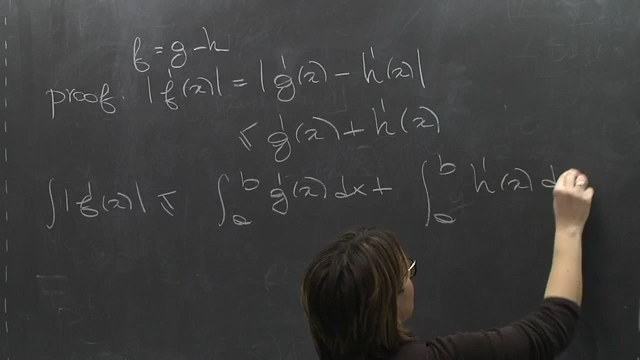 f = g - h
proof. |f'(x)| = |g'(x) - h'(x)|
≤ g'(x) + h'(x)
∫|f'(x)| ≤ ∫_a^b g'(x) dx + ∫_a^b h'(x) d